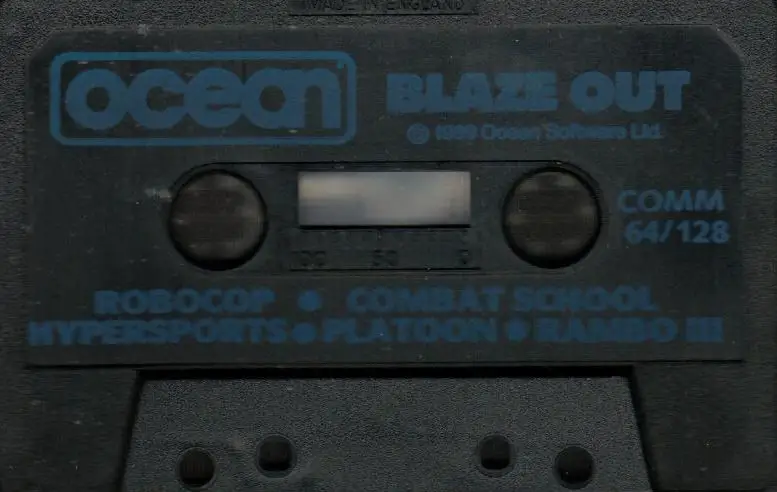 MADE IN ENGLAND
ocean
BLAZE OUT
© 1989 Ocean Software Ltd.
COMM
64/128
100 50 0
ROBOCOP ● COMBAT SCHOOL
HYPERSPORTS ● PLATOON ● RAMBO III